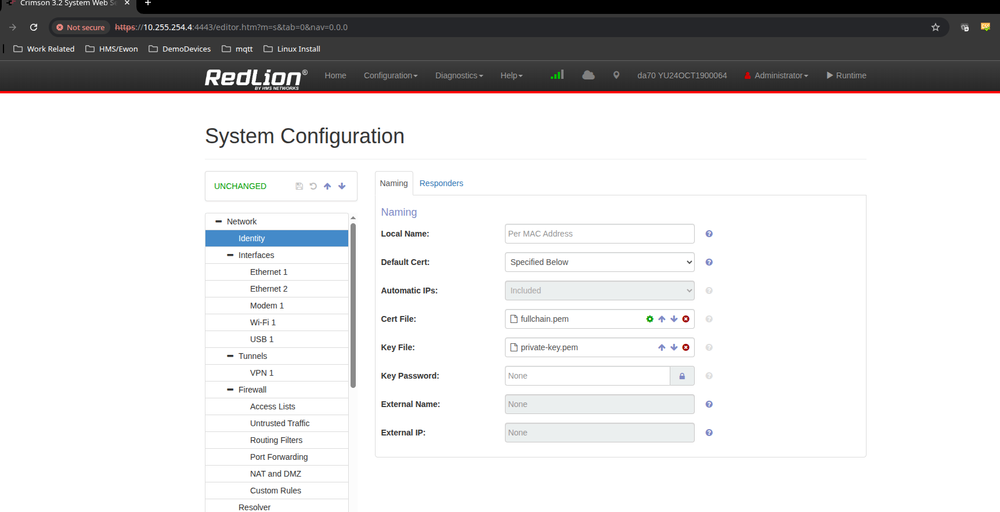 Crimson 3.2 System Web Se
Not secure https://10.255.254.4:4443/editor.htm?m=s&tab=0&nav=0.0.0
Work Related HMS/Ewon DemoDevices mqtt Linux Install
RedLion® Home Configuration Diagnostics Help da70 YU24OCT1900064 Administrator Runtime
BY HMS NETWORKS
System Configuration
UNCHANGED
Network
Identity
Interfaces
Ethernet 1
Ethernet 2
Modem 1
Wi-Fi 1
USB 1
Tunnels
VPN 1
Firewall
Access Lists
Untrusted Traffic
Routing Filters
Port Forwarding
NAT and DMZ
Custom Rules
Resolver
Naming Responders
Naming
Local Name: Per MAC Address
Default Cert: Specified Below
Automatic IPs: Included
Cert File: fullchain.pem
Key File: private-key.pem
Key Password: None
External Name: None
External IP: None